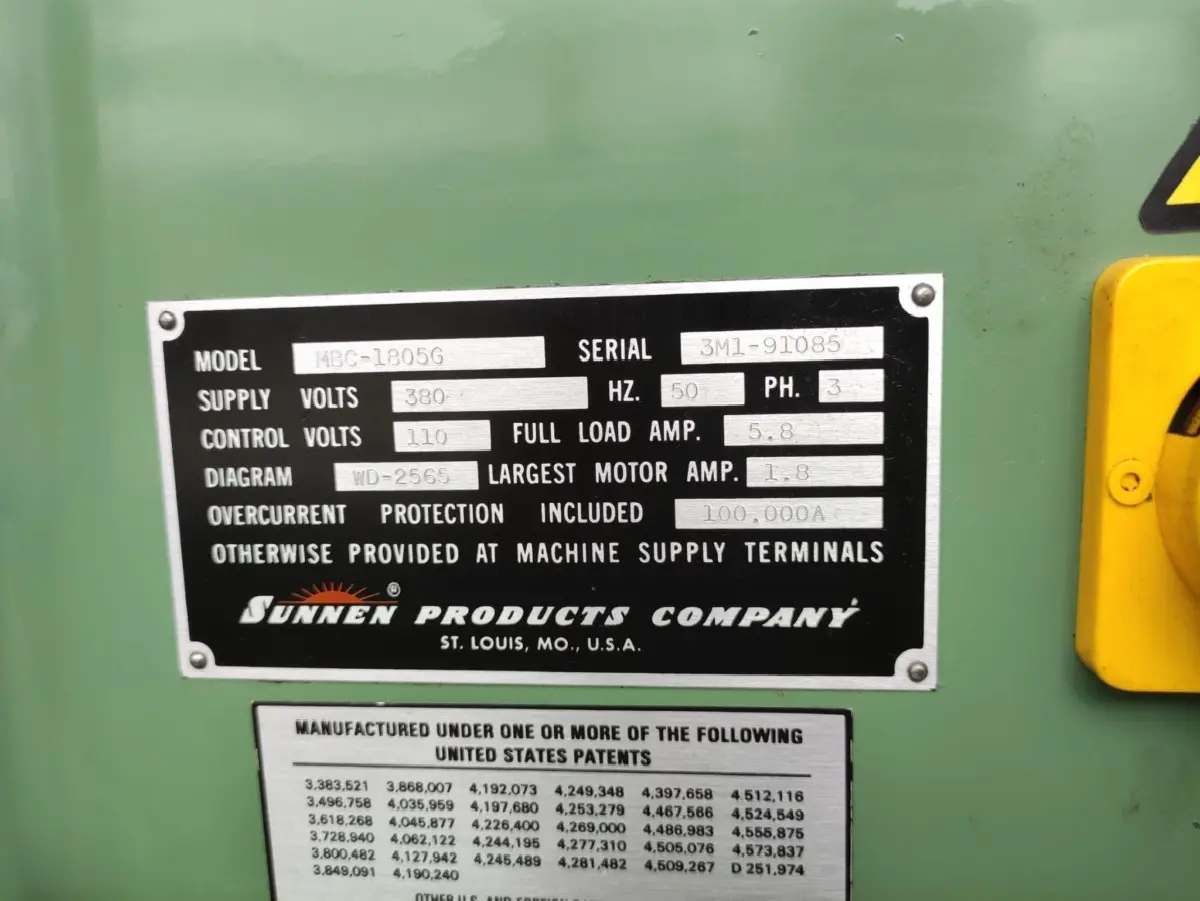 MODEL MBC-1805G SERIAL 3M1-91085
SUPPLY VOLTS 380 HZ. 50 PH. 3
CONTROL VOLTS 110 FULL LOAD AMP. 5.8
DIAGRAM WD-2565 LARGEST MOTOR AMP. 1.8
OVERCURRENT PROTECTION INCLUDED 100,000A
OTHERWISE PROVIDED AT MACHINE SUPPLY TERMINALS
SUNNEN® PRODUCTS COMPANY
ST. LOUIS, MO., U.S.A.
MANUFACTURED UNDER ONE OR MORE OF THE FOLLOWING
UNITED STATES PATENTS
3,383,521 3,868,007 4,192,073 4,249,348 4,397,658 4,512,116
3,496,758 4,035,959 4,197,680 4,253,279 4,467,566 4,524,549
3,618,268 4,045,877 4,226,400 4,269,000 4,486,983 4,555,875
3,728,940 4,062,122 4,244,195 4,277,310 4,505,076 4,573,837
3,800,482 4,127,942 4,245,489 4,281,482 4,509,267 D 251,974
3,849,091 4,190,240
OTHER U.S. AND FOREIGN